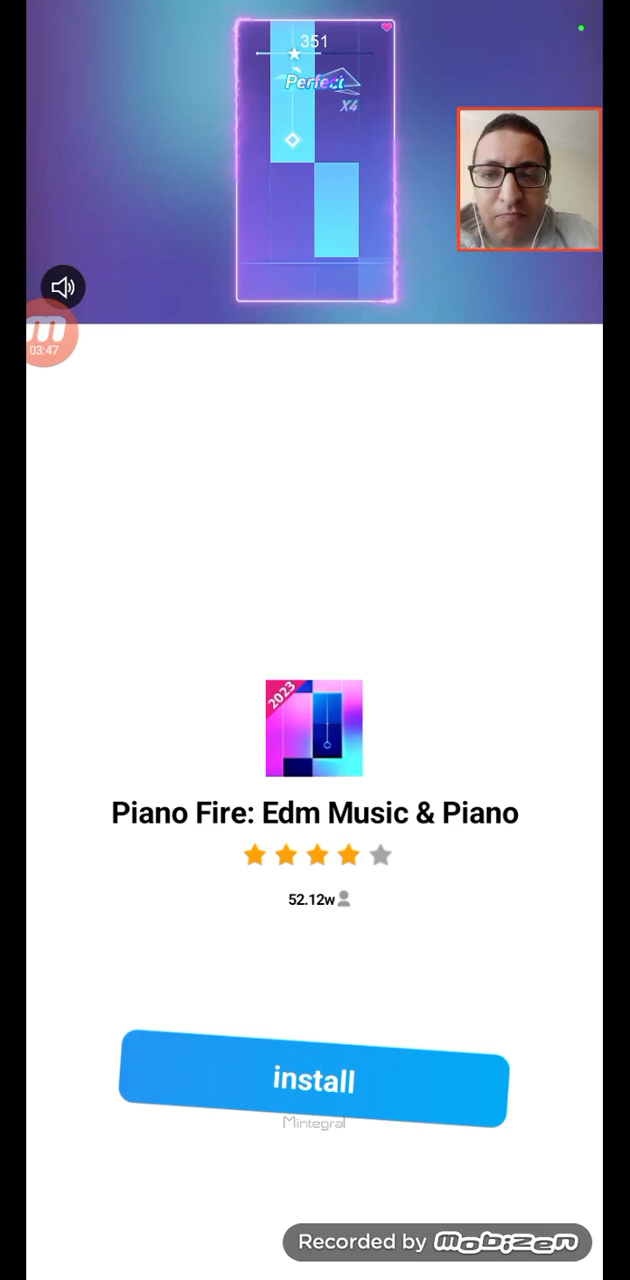 351
Perfect
X4
03:47
2023
Piano Fire: Edm Music & Piano
52.12w
install
Mintegral
Recorded by mobizen